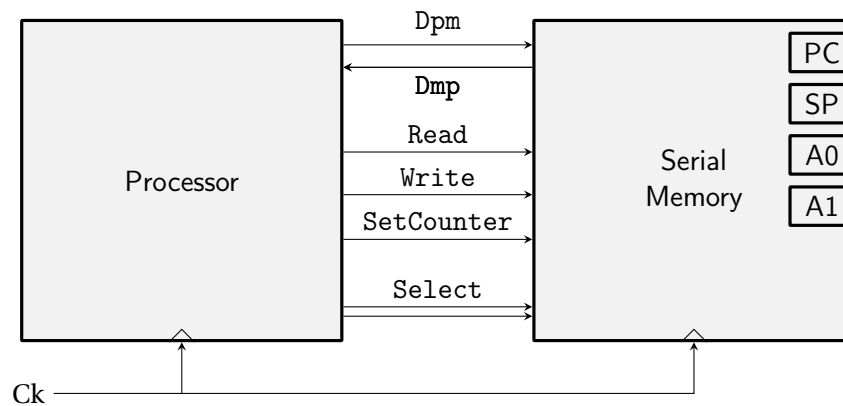 Dpm
Dmp
Read
Write
SetCounter
Select
Processor
Serial
Memory
PC
SP
A0
A1
Ck